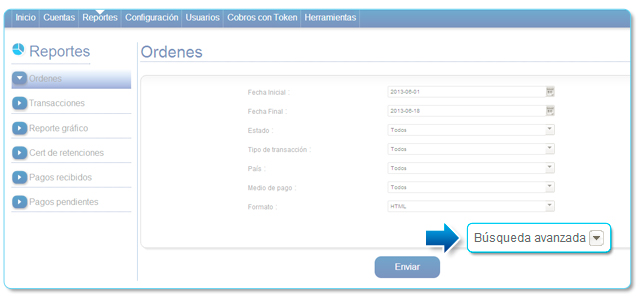 Inicio Cuentas Reportes Configuración Usuarios Cobros con Token Herramientas
Reportes
Ordenes
Transacciones
Reporte gráfico
Cert de retenciones
Pagos recibidos
Pagos pendientes
Ordenes
Fecha Inicial : 2013-06-01
Fecha Final : 2013-06-18
Estado : Todos
Tipo de transacción : Todos
País : Todos
Medio de pago : Todos
Formato : HTML
Búsqueda avanzada
Enviar